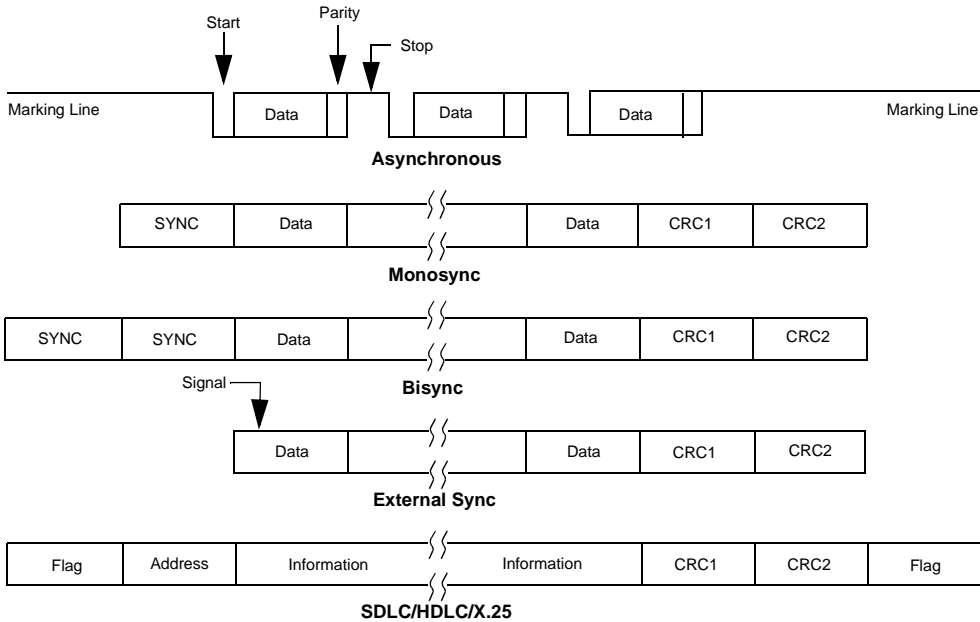 Start
Parity
Stop
Marking Line
Data
Data
Data
Marking Line
Asynchronous
SYNC
Data
Data
CRC1
CRC2
Monosync
SYNC
SYNC
Data
Data
CRC1
CRC2
Bisync
Signal
Data
Data
CRC1
CRC2
External Sync
Flag
Address
Information
Information
CRC1
CRC2
Flag
SDLC/HDLC/X.25